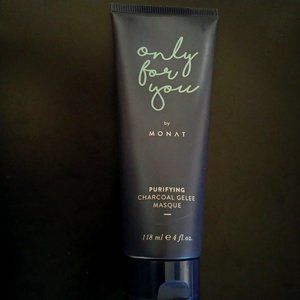 only
for
you
by
MONAT
PURIFYING
CHARCOAL GELEE
MASQUE
118 ml e 4 fl.oz.